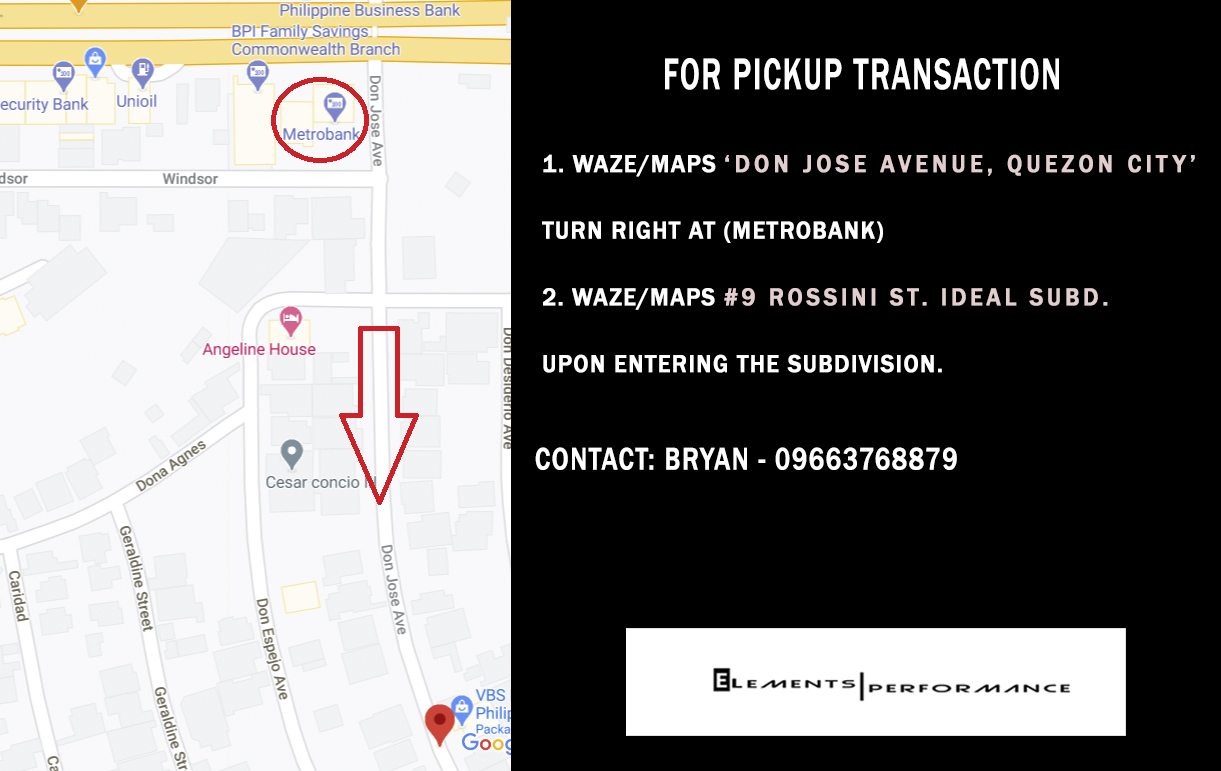 Philippine Business Bank
BPI Family Savings
Commonwealth Branch
ecurity Bank
Unioil
Metrobank
Don Jose Ave
dsor
Windsor
Angeline House
Don Desiderio Ave
Cesar concio
Dona Agnes
Geraldine Street
Caridad
Don Jose Ave
Don Espejo Ave
Geraldine Str
Ca
VBS
Philip
Packa
Goog
FOR PICKUP TRANSACTION
1. WAZE/MAPS ‘DON JOSE AVENUE, QUEZON CITY’
TURN RIGHT AT (METROBANK)
2. WAZE/MAPS #9 ROSSINI ST. IDEAL SUBD.
UPON ENTERING THE SUBDIVISION.
CONTACT: BRYAN - 09663768879
ELEMENTS|PERFORMANCE